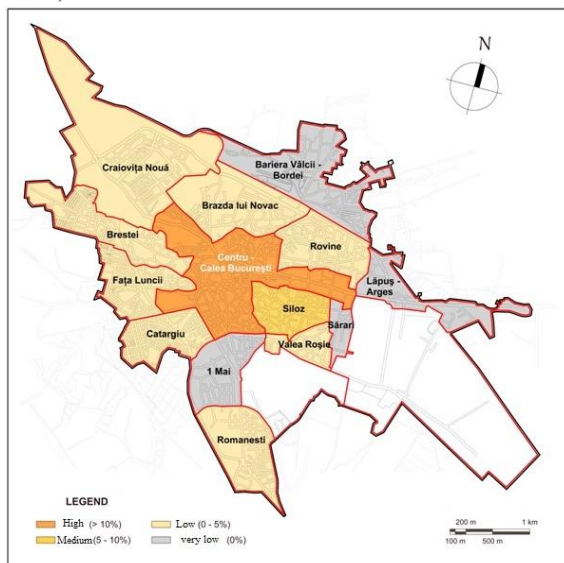 N
Bariera Vâlcii -
Bordei
Craiovița Nouă
Brazda lui Novac
Brestei
Rovine
Centru -
Calea București
Fața Luncii
Lăpuș -
Arges
Siloz
Sărari
Catargiu
Valea Roșie
1 Mai
Romanesti
LEGEND
High (> 10%)
Low (0 - 5%)
Medium (5 - 10%)
very low (0%)
200 m
1 km
100 m
500 m